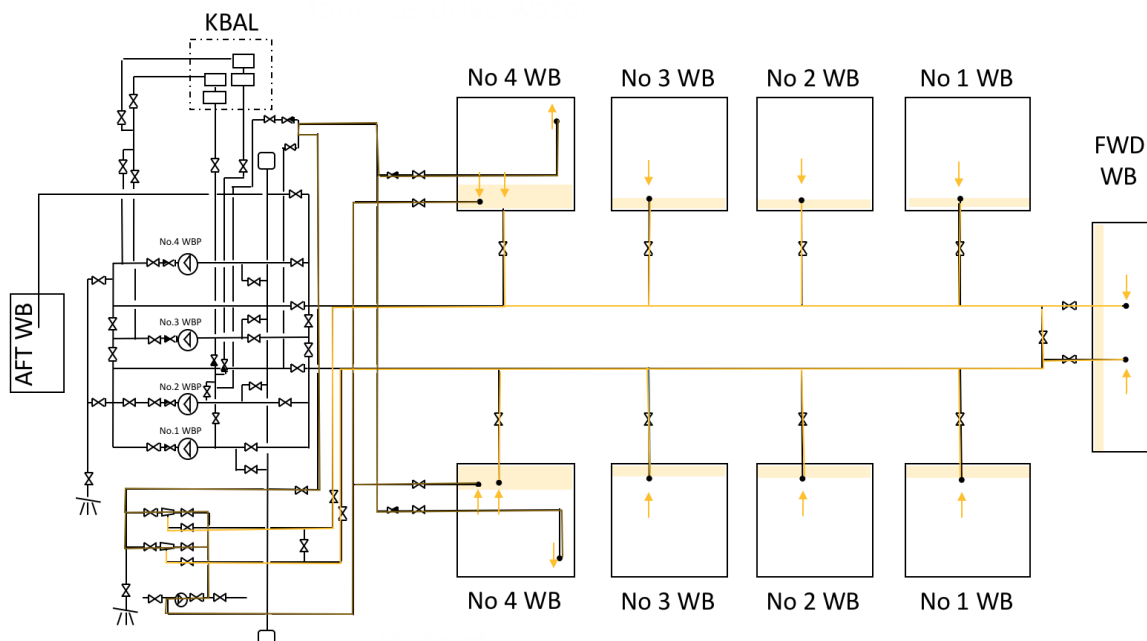 KBAL
No 4 WB
No 3 WB
No 2 WB
No 1 WB
FWD
WB
No.4 WBP
No.3 WBP
No.2 WBP
No.1 WBP
AFT WB
No 4 WB
No 3 WB
No 2 WB
No 1 WB